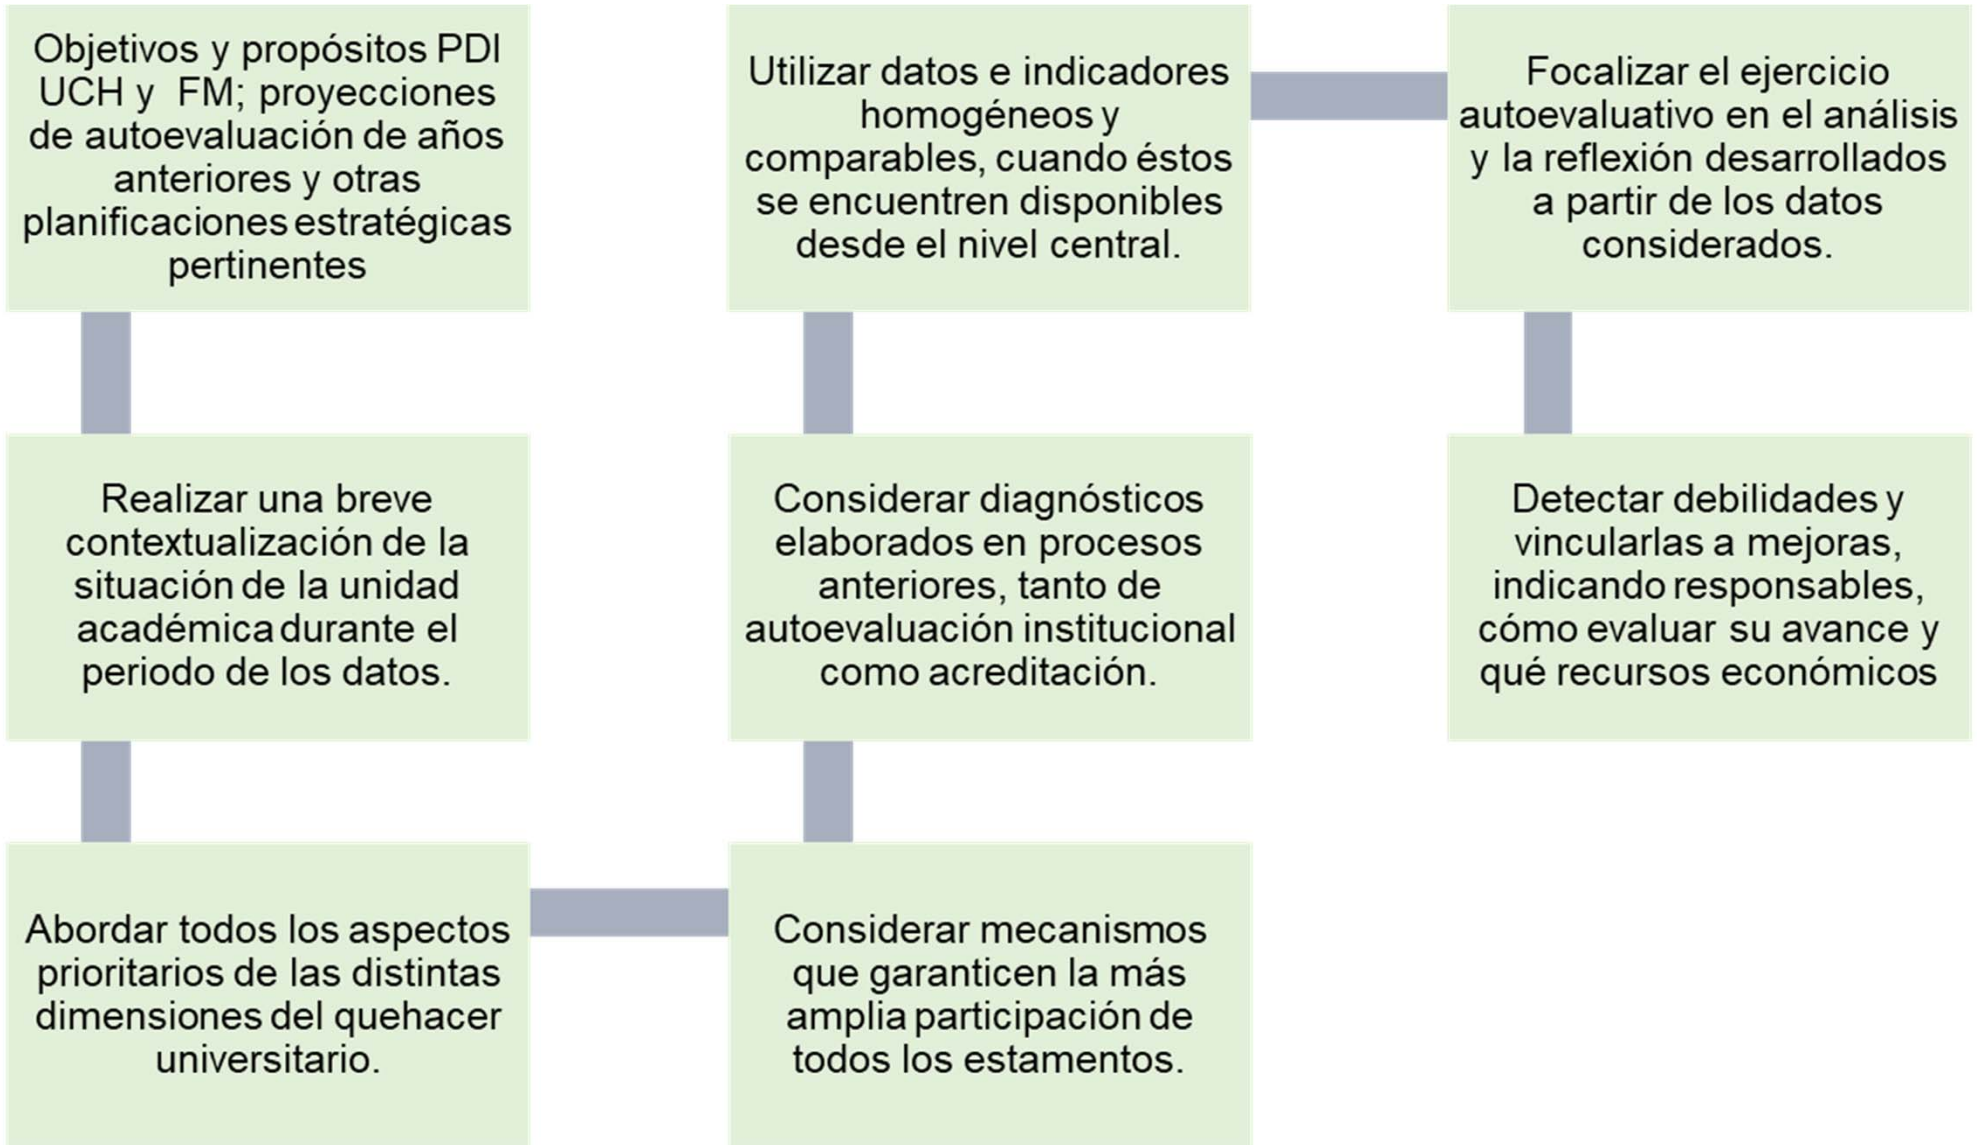 Objetivos y propósitos PDI
UCH y FM; proyecciones
de autoevaluación de años
anteriores y otras
planificaciones estratégicas
pertinentes
Realizar una breve
contextualización de la
situación de la unidad
académica durante el
periodo de los datos.
Abordar todos los aspectos
prioritarios de las distintas
dimensiones del quehacer
universitario.
Considerar mecanismos
que garanticen la más
amplia participación de
todos los estamentos.
Considerar diagnósticos
elaborados en procesos
anteriores, tanto de
autoevaluación institucional
como acreditación.
Utilizar datos e indicadores
homogéneos y
comparables, cuando éstos
se encuentren disponibles
desde el nivel central.
Focalizar el ejercicio
autoevaluativo en el análisis
y la reflexión desarrollados
a partir de los datos
considerados.
Detectar debilidades y
vincularlas a mejoras,
indicando responsables,
cómo evaluar su avance y
qué recursos económicos